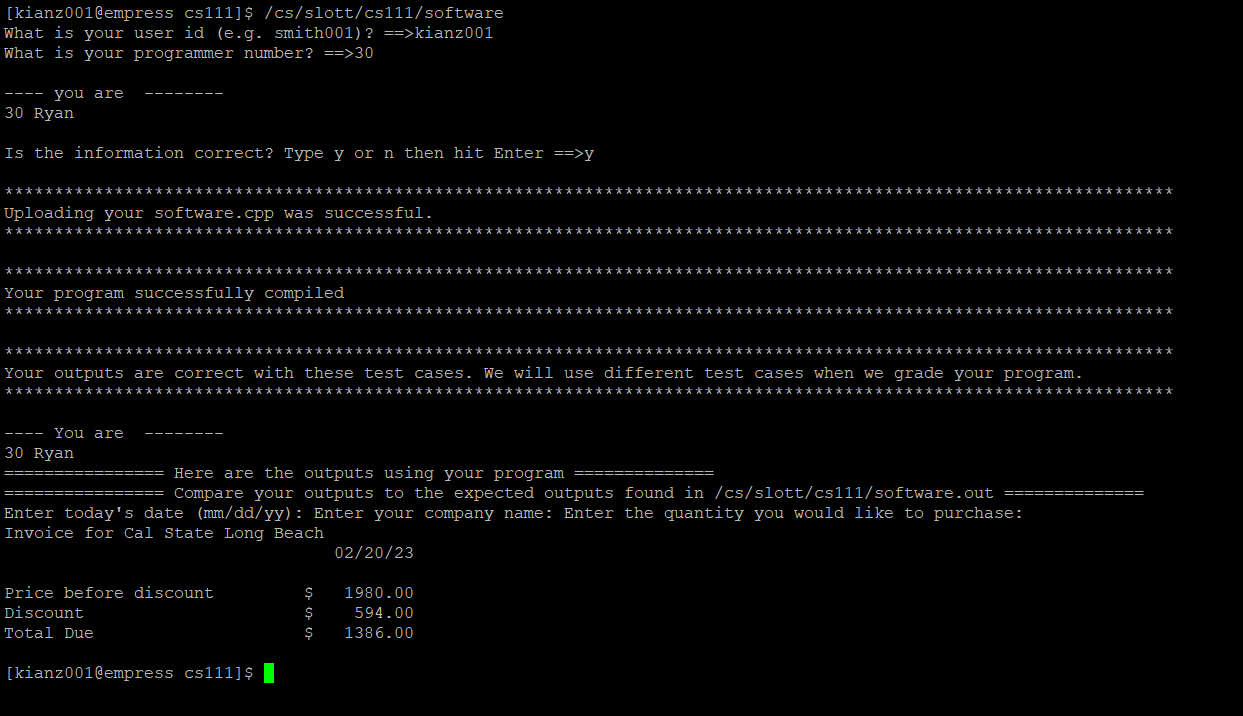 [kianz001@empress cs111]$ /cs/slott/cs111/software
What is your user id (e.g. smith001)? ==>kianz001
What is your programmer number? ==>30
---- you are  --------
30 Ryan
Is the information correct? Type y or n then hit Enter ==>y
*********************************************************************************************************************
Uploading your software.cpp was successful.
*********************************************************************************************************************
*********************************************************************************************************************
Your program successfully compiled
*********************************************************************************************************************
*********************************************************************************************************************
Your outputs are correct with these test cases. We will use different test cases when we grade your program.
*********************************************************************************************************************
---- You are  --------
30 Ryan
================ Here are the outputs using your program ==============
================ Compare your outputs to the expected outputs found in /cs/slott/cs111/software.out ==============
Enter today's date (mm/dd/yy): Enter your company name: Enter the quantity you would like to purchase:
Invoice for Cal State Long Beach
                                 02/20/23
Price before discount         $   1980.00
Discount                      $    594.00
Total Due                     $   1386.00
[kianz001@empress cs111]$